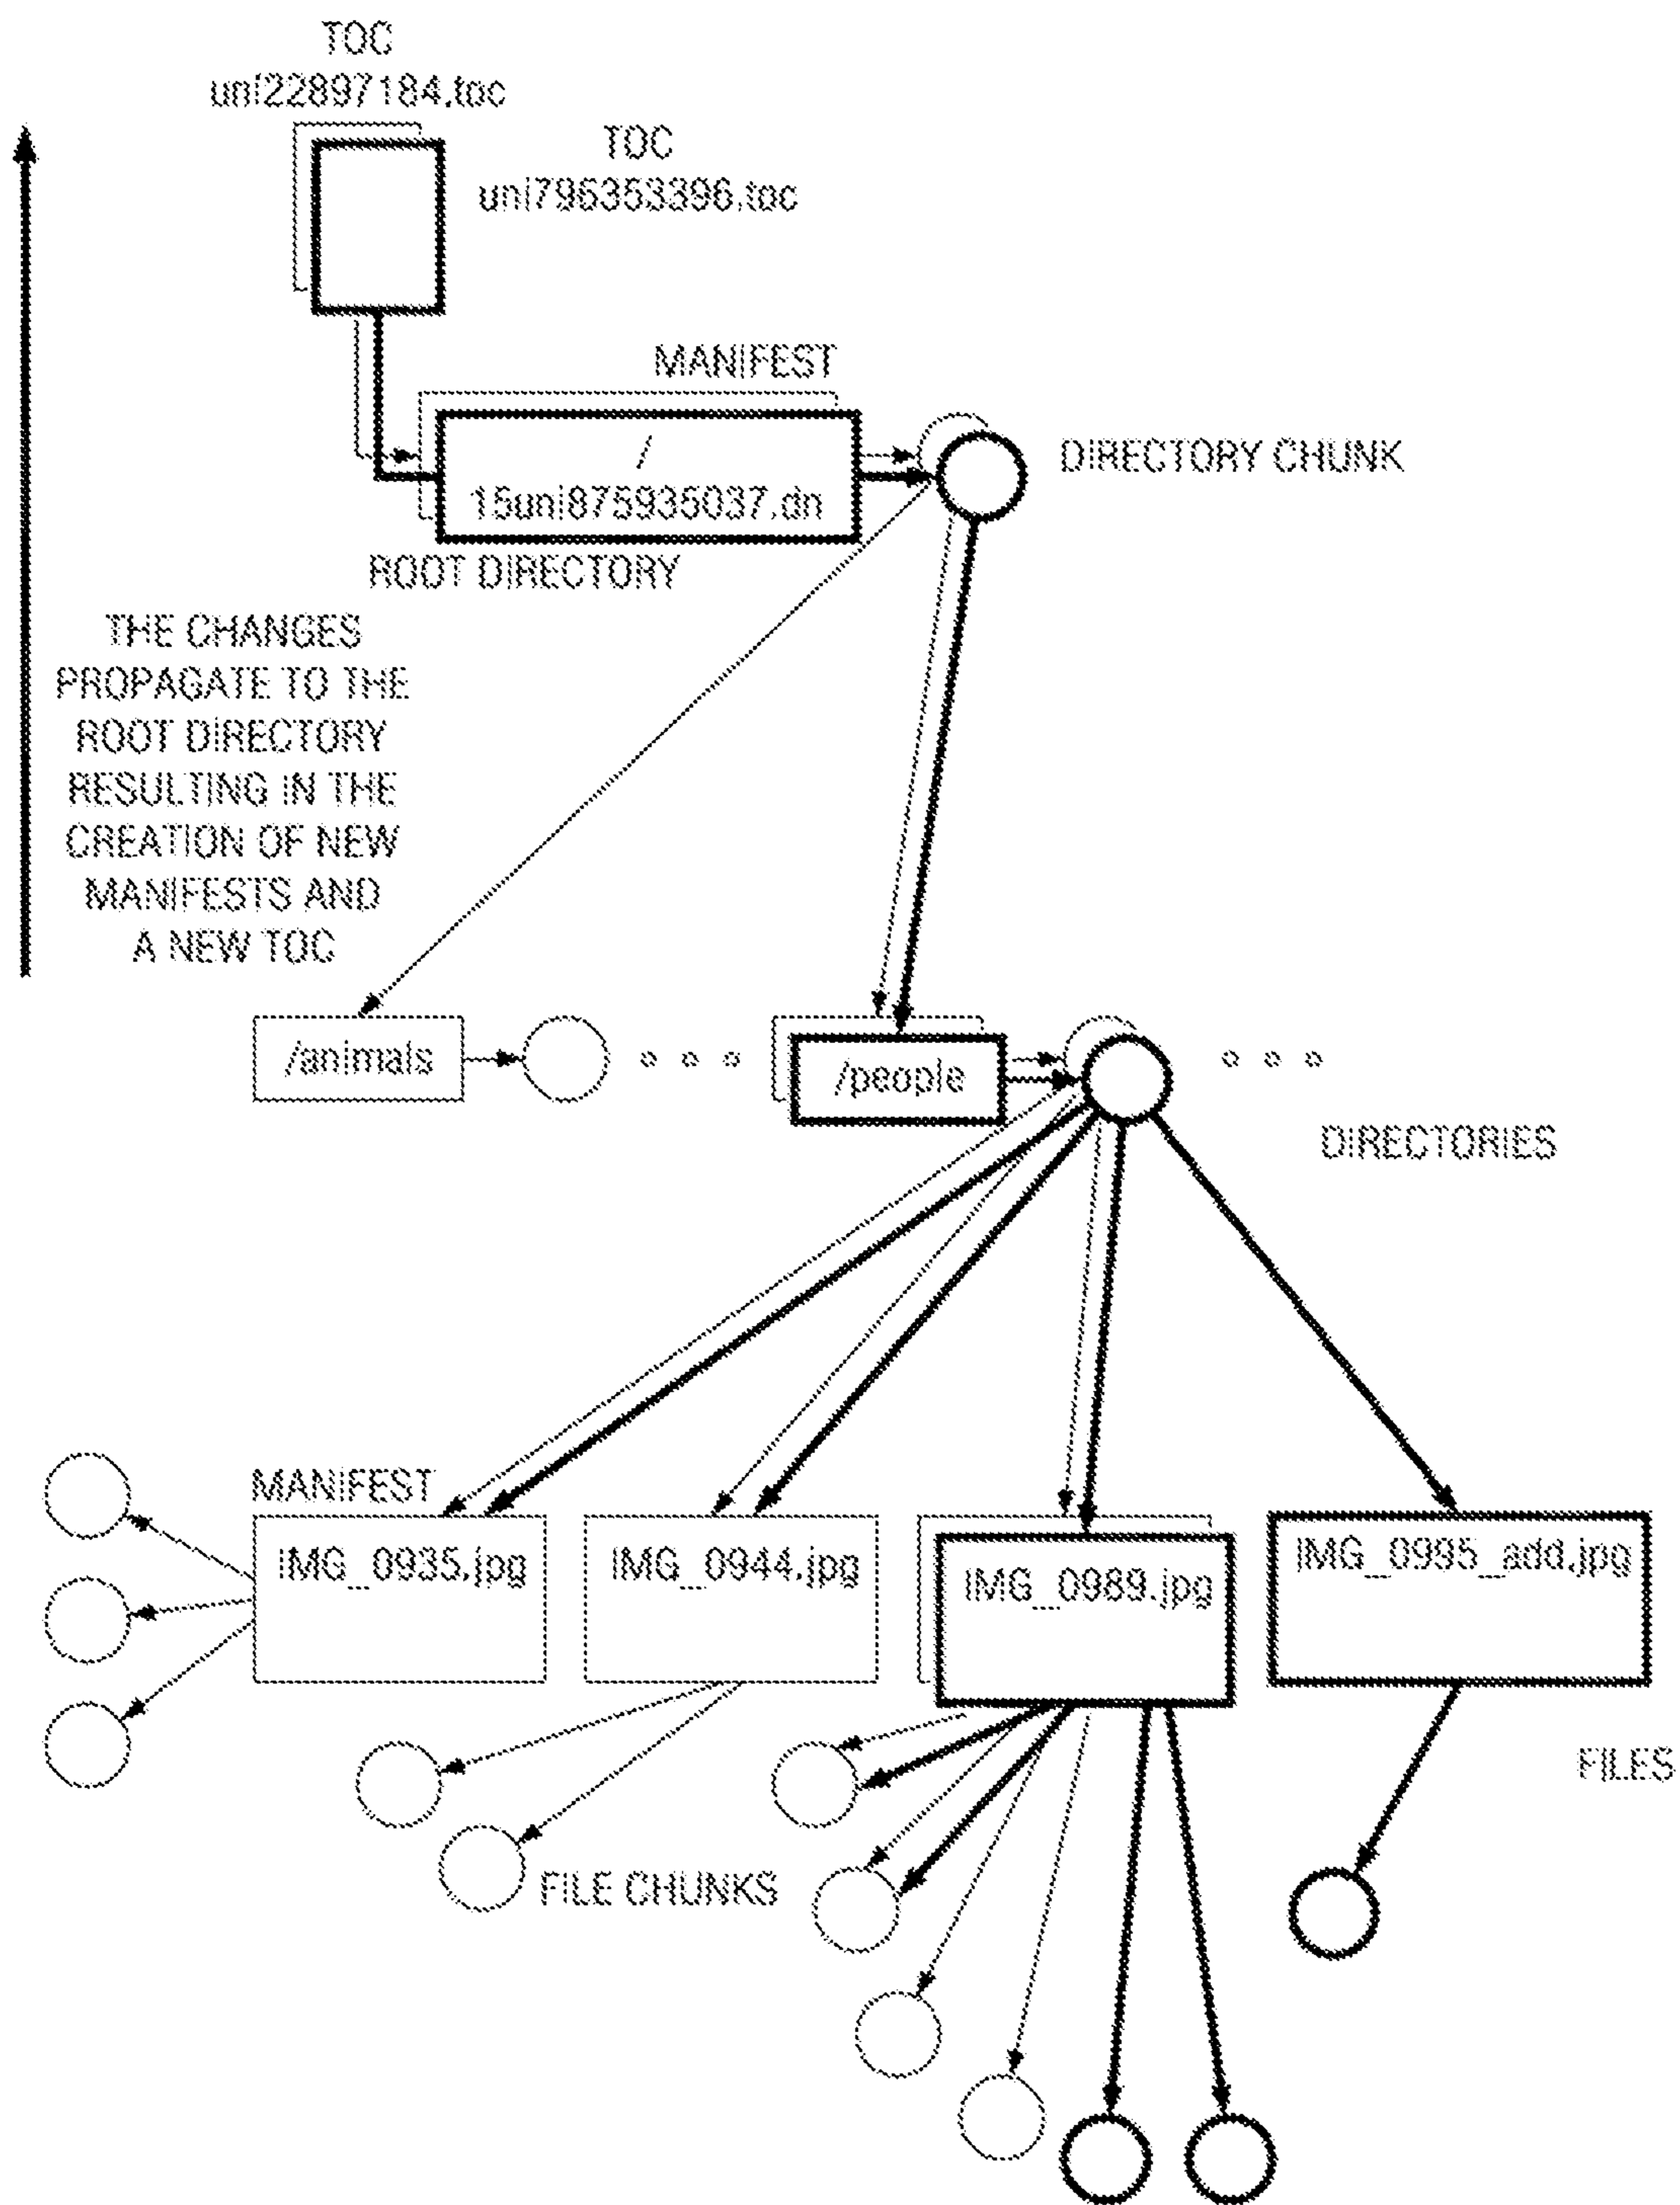 TOC
uni22897184.toc
TOC
uni796353396.toc
MANIFEST
/
15uni875935037.dn
DIRECTORY CHUNK
ROOT DIRECTORY
THE CHANGES
PROPAGATE TO THE
ROOT DIRECTORY
RESULTING IN THE
CREATION OF NEW
MANIFESTS AND
A NEW TOC
/animals
/people
DIRECTORIES
MANIFEST
IMG_0935.jpg
IMG_0944.jpg
IMG_0989.jpg
IMG_0995_add.jpg
FILES
FILE CHUNKS